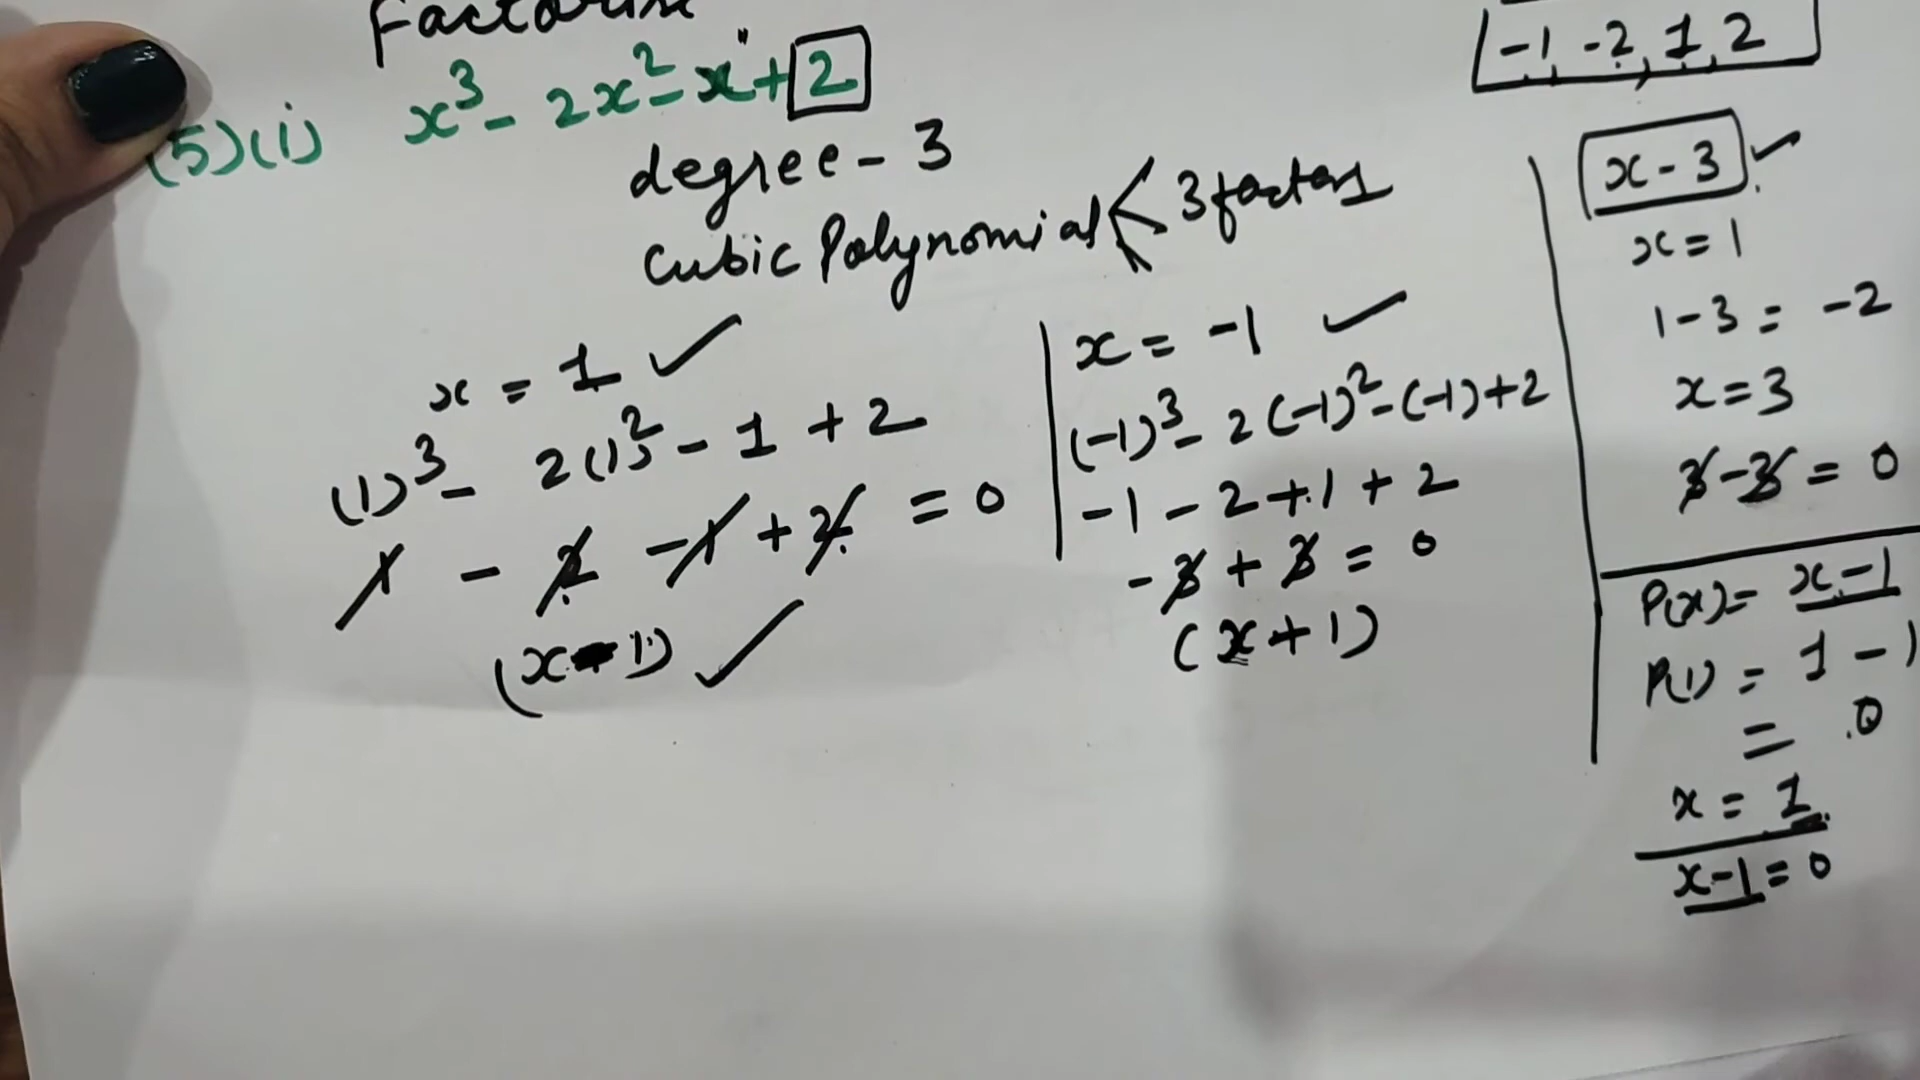 Factorise
(5)(i) x³ - 2x² - x + 2
degree - 3
Cubic Polynomial < 3 factors
x = 1 ✓
(1)³ - 2(1)² - 1 + 2
1 - 2 - 1 + 2 = 0
(x - 1) ✓
x = -1 ✓
(-1)³ - 2(-1)² - (-1) + 2
-1 - 2 + 1 + 2
-3 + 3 = 0
(x + 1)
-1, -2, 1, 2
x - 3 ✓
x = 1
1 - 3 = -2
x = 3
3 - 3 = 0
P(x) = x - 1
P(1) = 1 - 1
= 0
x = 1
x - 1 = 0